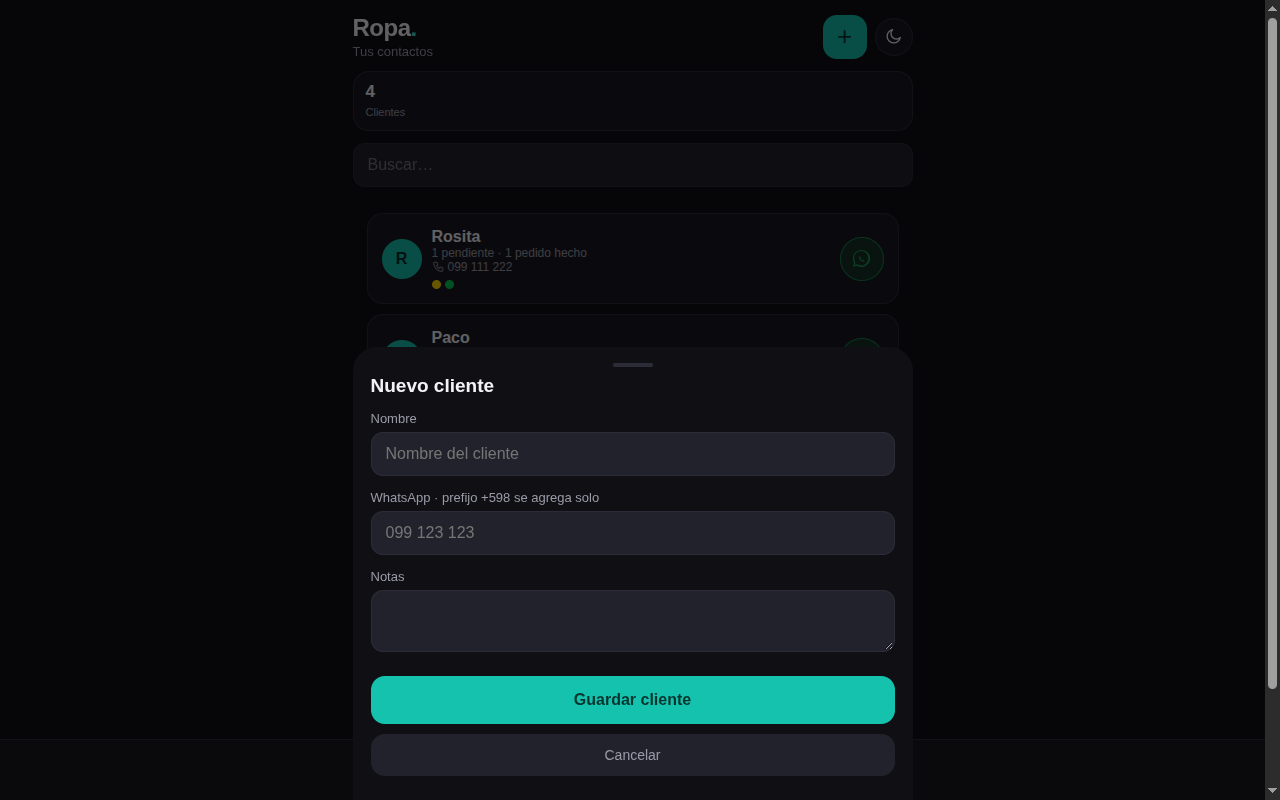 Ropa.
Tus contactos
+
4
Clientes
Buscar…
R
Rosita
1 pendiente · 1 pedido hecho
099 111 222
Paco
Nuevo cliente
Nombre
Nombre del cliente
WhatsApp · prefijo +598 se agrega solo
099 123 123
Notas
Guardar cliente
Cancelar